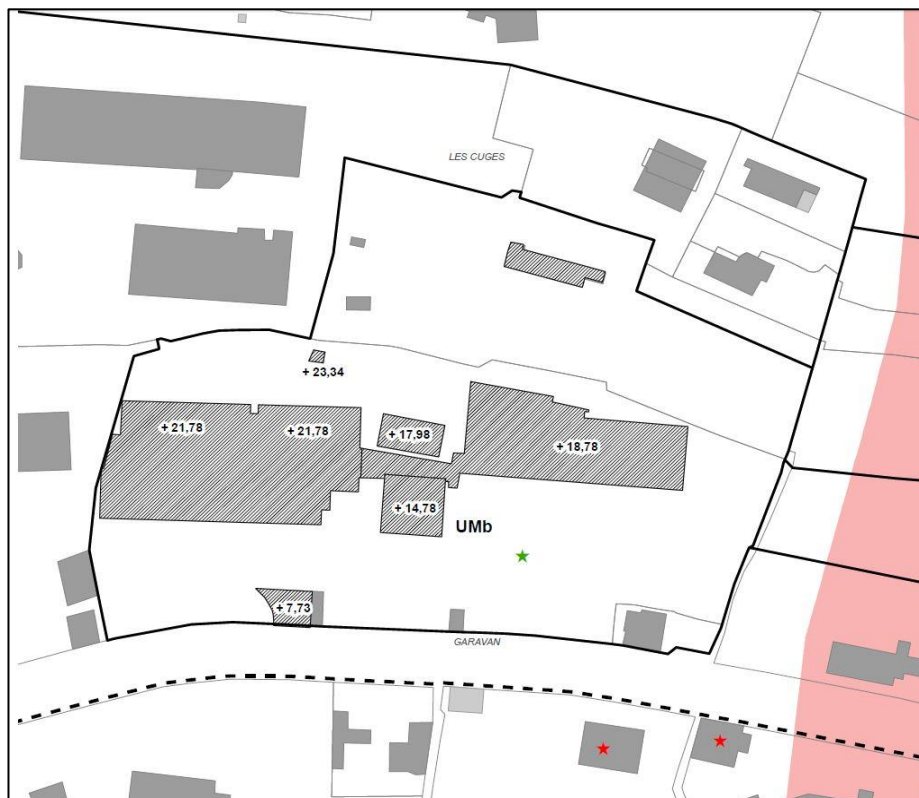 LES CUGES
+ 23,34
+ 21,78
+ 21,78
+ 17,98
+ 18,78
+ 14,78
UMb
+ 7,73
GARAVAN